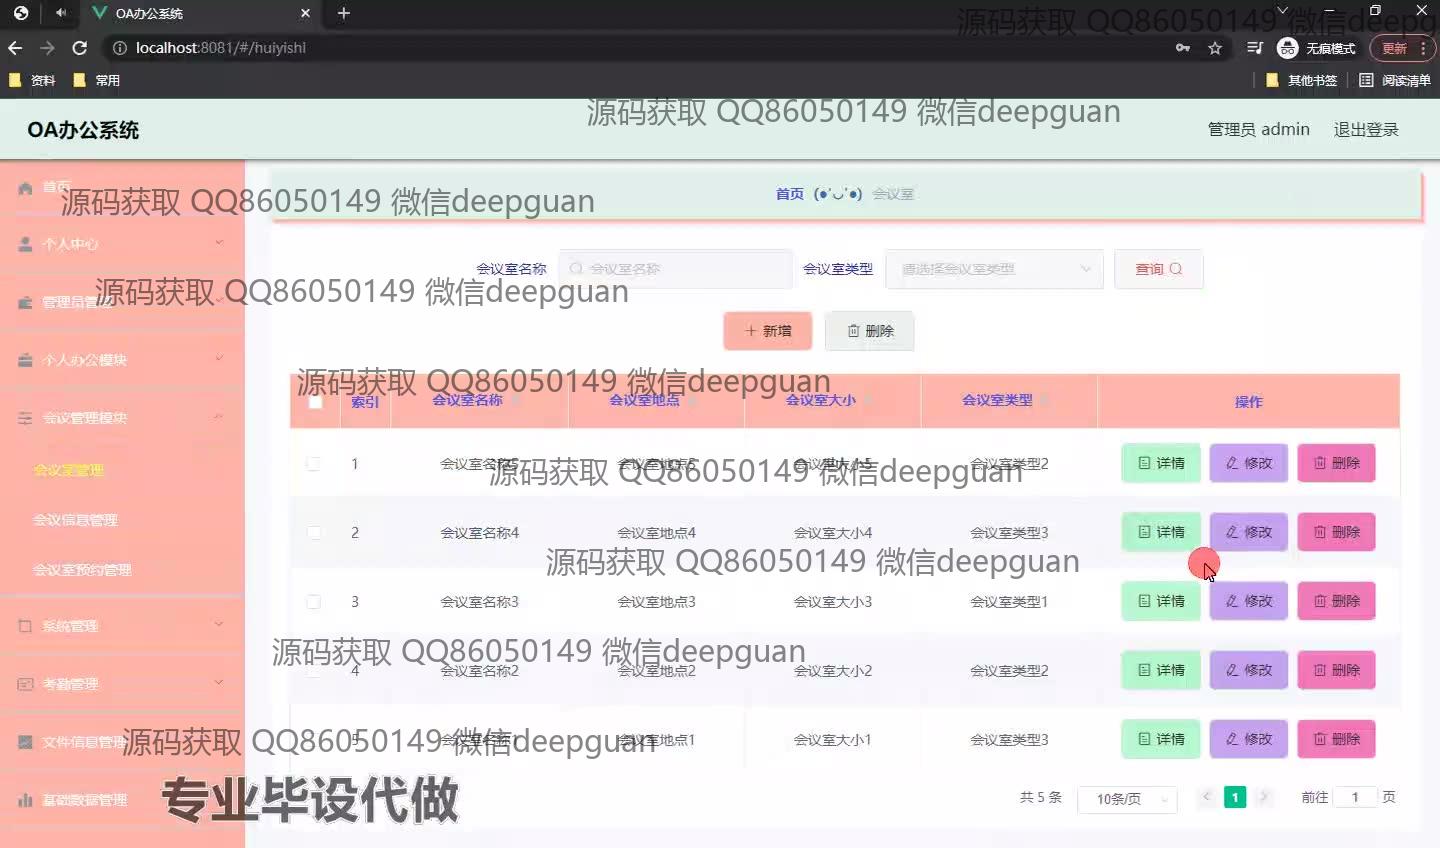 OA办公系统
源码获取 QQ86050149 微信deepg
localhost:8081/#/huiyishi
无痕模式
更新
资料
常用
其他书签
阅读清单
源码获取 QQ86050149 微信deepguan
OA办公系统
管理员 admin
退出登录
首页
源码获取 QQ86050149 微信deepguan
首页 (●'◡'●) 会议室
个人中心
会议室名称
会议室名称
会议室类型
请选择会议室类型
查询
源码获取 QQ86050149 微信deepguan
管理员管理
新增
删除
个人办公模块
源码获取 QQ86050149 微信deepguan
索引 会议室名称 会议室地点 会议室大小 会议室类型 操作
会议管理模块
1 会议室名称5 会议室地点5 会议室大小5 会议室类型2 详情 修改 删除
源码获取 QQ86050149 微信deepguan
会议室管理
会议信息管理
2 会议室名称4 会议室地点4 会议室大小4 会议室类型3 详情 修改 删除
源码获取 QQ86050149 微信deepguan
会议室预约管理
3 会议室名称3 会议室地点3 会议室大小3 会议室类型1 详情 修改 删除
系统管理
源码获取 QQ86050149 微信deepguan
4 会议室名称2 会议室地点2 会议室大小2 会议室类型2 详情 修改 删除
考勤管理
源码获取 QQ86050149 微信deepguan
文件信息管理
5 会议室名称1 会议室地点1 会议室大小1 会议室类型3 详情 修改 删除
基础数据管理
专业毕设代做
共 5 条
10条/页
1
前往 1 页